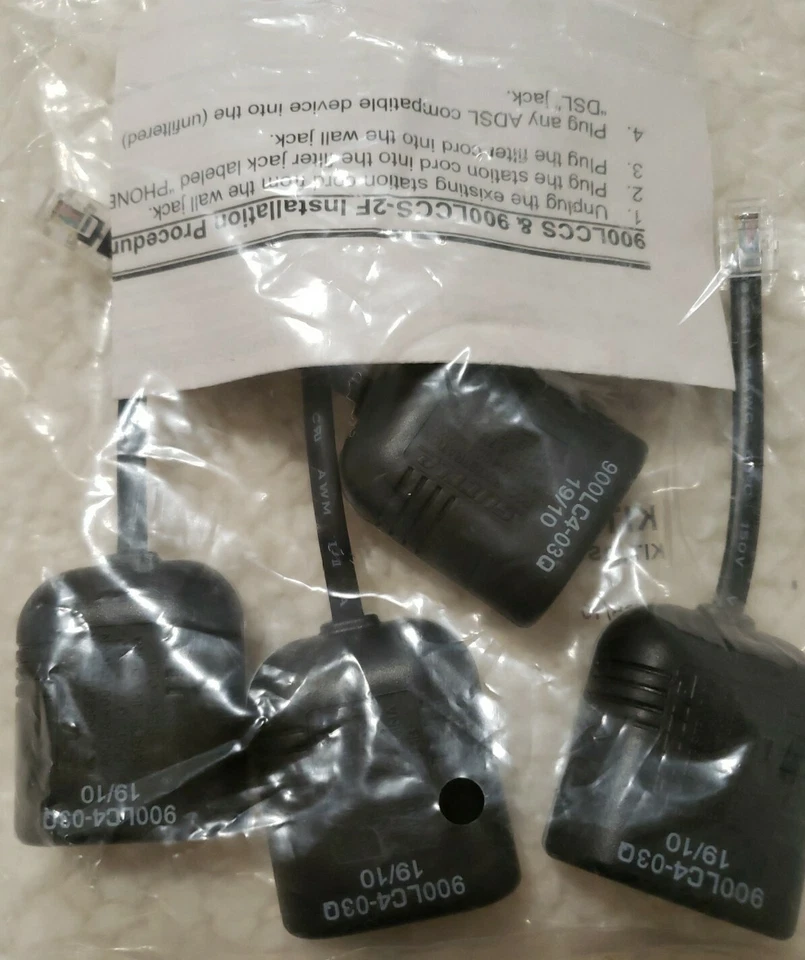 900LCCS & 900LCCS-2F Installation Procedur
1. Unplug the existing station cord from the wall jack.
2. Plug the station cord into the filter jack labeled "PHONE
3. Plug the filter cord into the wall jack.
4. Plug any ADSL compatible device into the (unfiltered)
"DSL" jack.
900LC4-03Q
19/10
900LC4-03Q
19/10
900LC4-03Q
19/10
900LC4-03Q
19/10
AWM
150V